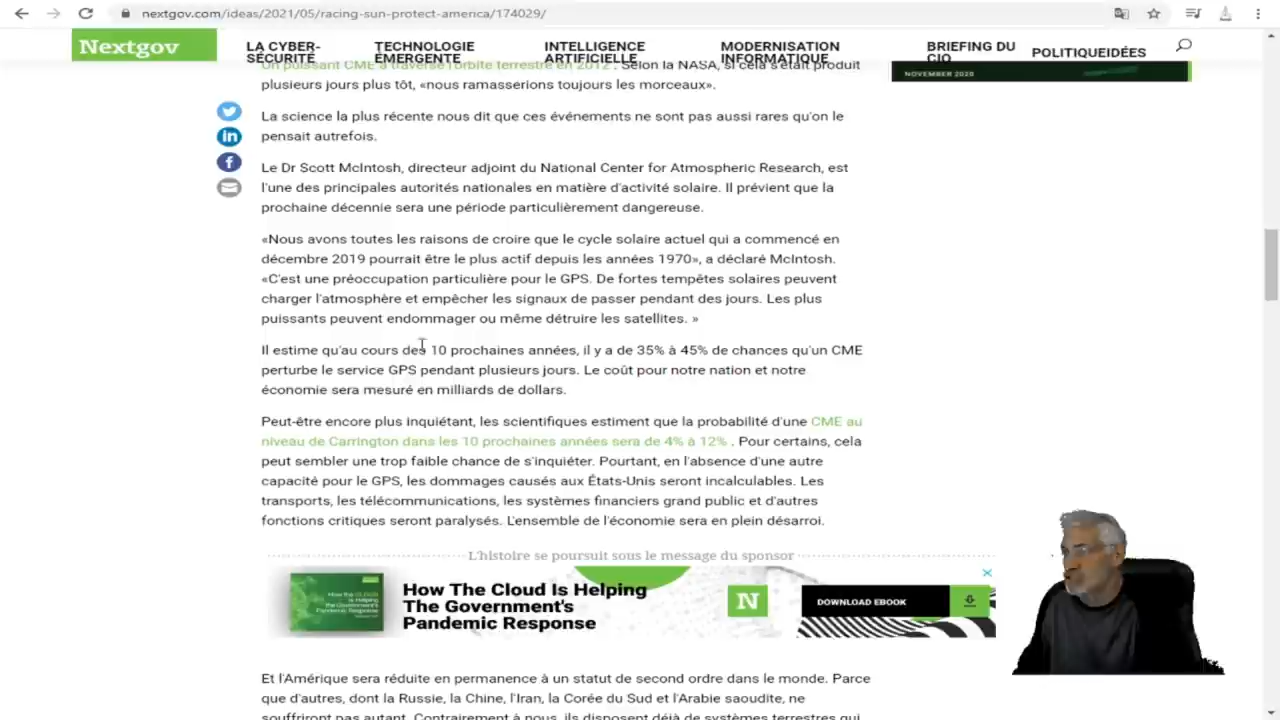 nextgov.com/ideas/2021/05/racing-sun-protect-america/174029/
Nextgov
LA CYBER-
SÉCURITÉ
TECHNOLOGIE
ÉMERGENTE
INTELLIGENCE
ARTIFICIELLE
MODERNISATION
INFORMATIQUE
BRIEFING DU
CIO
POLITIQUEIDÉES
NOVEMBER 2020
Un puissant CME a traversé l'orbite terrestre en 2012 . Selon la NASA, si cela s'était produit
plusieurs jours plus tôt, «nous ramasserions toujours les morceaux».
La science la plus récente nous dit que ces événements ne sont pas aussi rares qu'on le
pensait autrefois.
Le Dr Scott McIntosh, directeur adjoint du National Center for Atmospheric Research, est
l'une des principales autorités nationales en matière d'activité solaire. Il prévient que la
prochaine décennie sera une période particulièrement dangereuse.
«Nous avons toutes les raisons de croire que le cycle solaire actuel qui a commencé en
décembre 2019 pourrait être le plus actif depuis les années 1970», a déclaré McIntosh.
«C'est une préoccupation particulière pour le GPS. De fortes tempêtes solaires peuvent
charger l'atmosphère et empêcher les signaux de passer pendant des jours. Les plus
puissants peuvent endommager ou même détruire les satellites. »
Il estime qu'au cours des 10 prochaines années, il y a de 35% à 45% de chances qu'un CME
perturbe le service GPS pendant plusieurs jours. Le coût pour notre nation et notre
économie sera mesuré en milliards de dollars.
Peut-être encore plus inquiétant, les scientifiques estiment que la probabilité d'une CME au
niveau de Carrington dans les 10 prochaines années sera de 4% à 12% . Pour certains, cela
peut sembler une trop faible chance de s'inquiéter. Pourtant, en l'absence d'une autre
capacité pour le GPS, les dommages causés aux États-Unis seront incalculables. Les
transports, les télécommunications, les systèmes financiers grand public et d'autres
fonctions critiques seront paralysés. L'ensemble de l'économie sera en plein désarroi.
L'histoire se poursuit sous le message du sponsor
How the Cloud
is Helping
the Government's
Pandemic Response
How The Cloud Is Helping
The Government's
Pandemic Response
N
DOWNLOAD EBOOK
Et l'Amérique sera réduite en permanence à un statut de second ordre dans le monde. Parce
que d'autres, dont la Russie, la Chine, l'Iran, la Corée du Sud et l'Arabie saoudite, ne
souffriront pas autant. Contrairement à nous, ils disposent déjà de systèmes terrestres qui